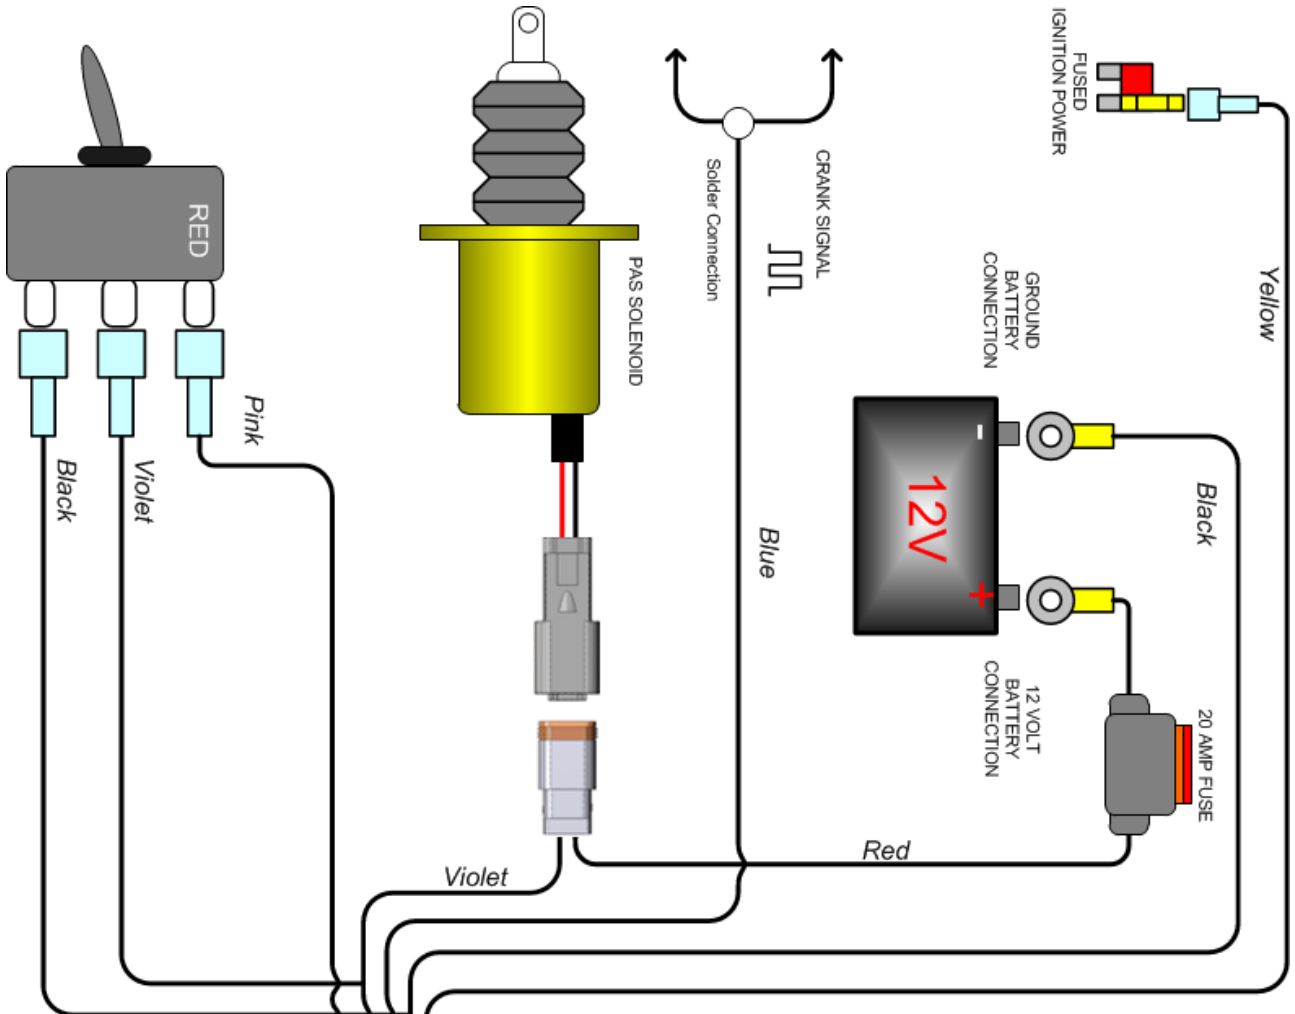 RED
Pink
Black
Violet
PAS SOLENOID
Solder Connection
CRANK SIGNAL
Blue
FUSED
IGNITION POWER
Yellow
GROUND
BATTERY
CONNECTION
-
12V
+
Black
12 VOLT
BATTERY
CONNECTION
20 AMP FUSE
Red
Violet